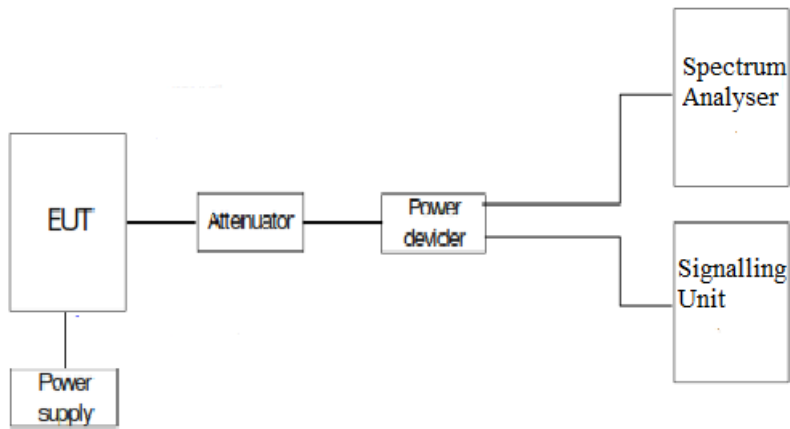 EUT
Attenuator
Power
devider
Spectrum
Analyser
Signalling
Unit
Power
supply